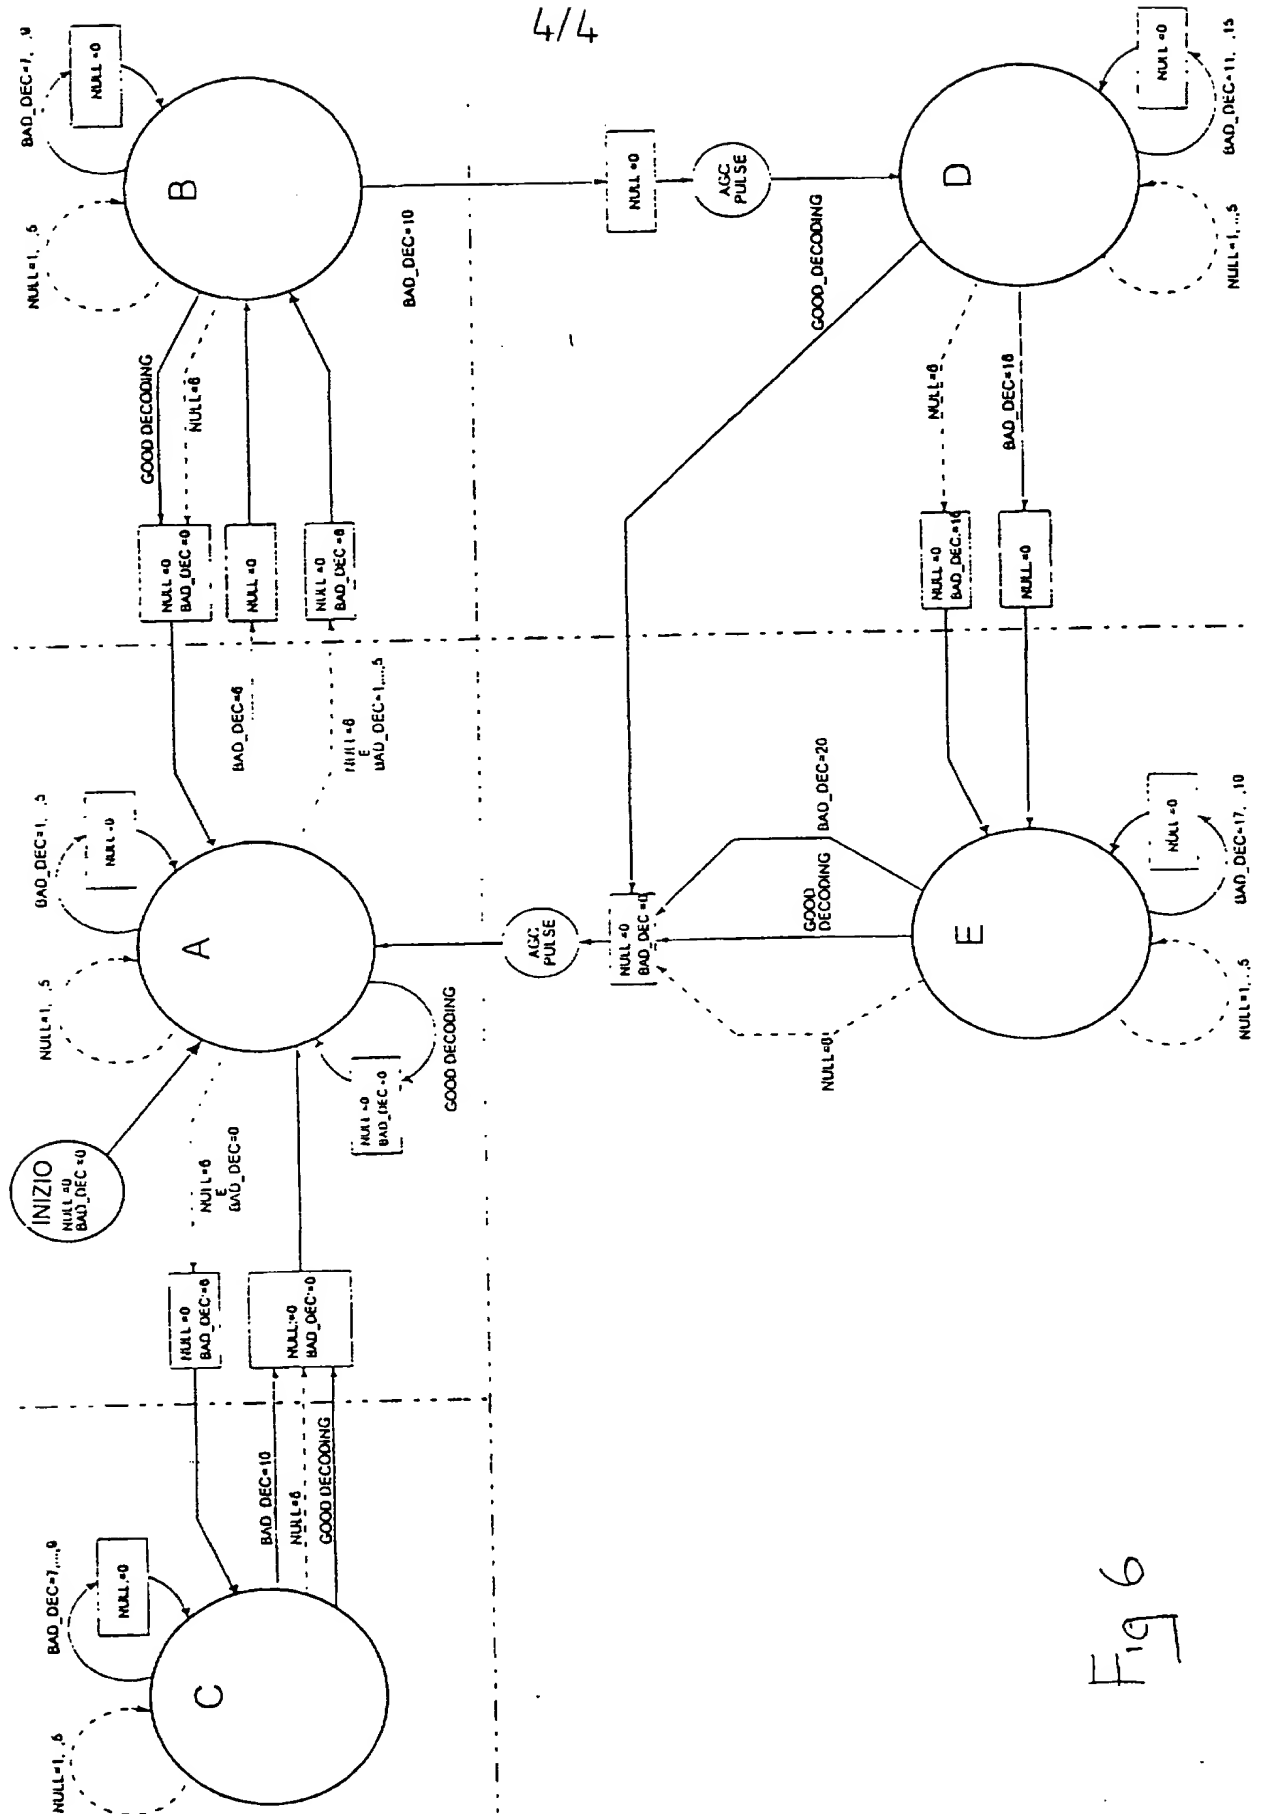 4/4
NULL=1, .,5
BAD_DEC=7,...,9
NULL:=0
C
BAD_DEC=10
NULL=6
GOOD DECODING
NULL:=0
BAD_DEC:=6
NULL:=0
BAD_DEC:=0
INIZIO
NULL:=0
BAD_DEC:=0
NULL=6
E
BAD_DEC=0
NULL=1, .,5
BAD_DEC=1, .,5
NULL:=0
A
NULL:=0
BAD_DEC:=0
GOOD DECODING
BAD_DEC=6
NULL=6
E
BAD_DEC=1,...,5
NULL:=0
BAD_DEC:=0
NULL:=0
NULL:=0
BAD_DEC:=6
GOOD DECODING
NULL=6
NULL=1, .,5
BAD_DEC=7, .,9
NULL:=0
B
BAD_DEC=10
NULL:=0
AGC
PULSE
GOOD_DECODING
D
NULL:=0
BAD_DEC=11, .,15
NULL=1,...,5
NULL=6
BAD_DEC=16
NULL:=0
BAD_DEC:=16
NULL:=0
AGC
PULSE
NULL:=0
BAD_DEC:=0
BAD_DEC=20
GOOD
DECODING
NULL=6
E
NULL:=0
BAD_DEC=17, .,19
NULL=1, .,5
Fig 6